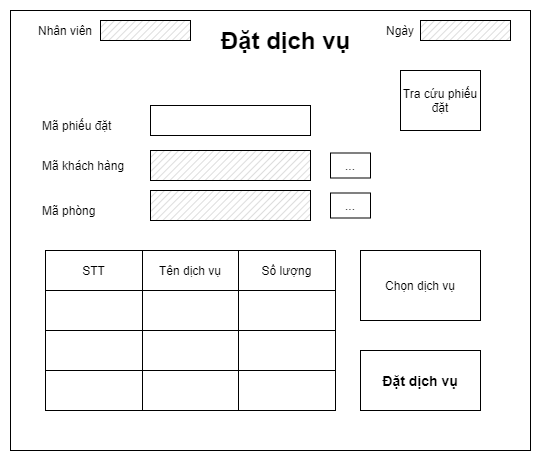 Nhân viên
Đặt dịch vụ
Ngày
Tra cứu phiếu
đặt
Mã phiếu đặt
Mã khách hàng
...
Mã phòng
...
STT
Tên dịch vụ
Số lượng
Chọn dịch vụ
Đặt dịch vụ